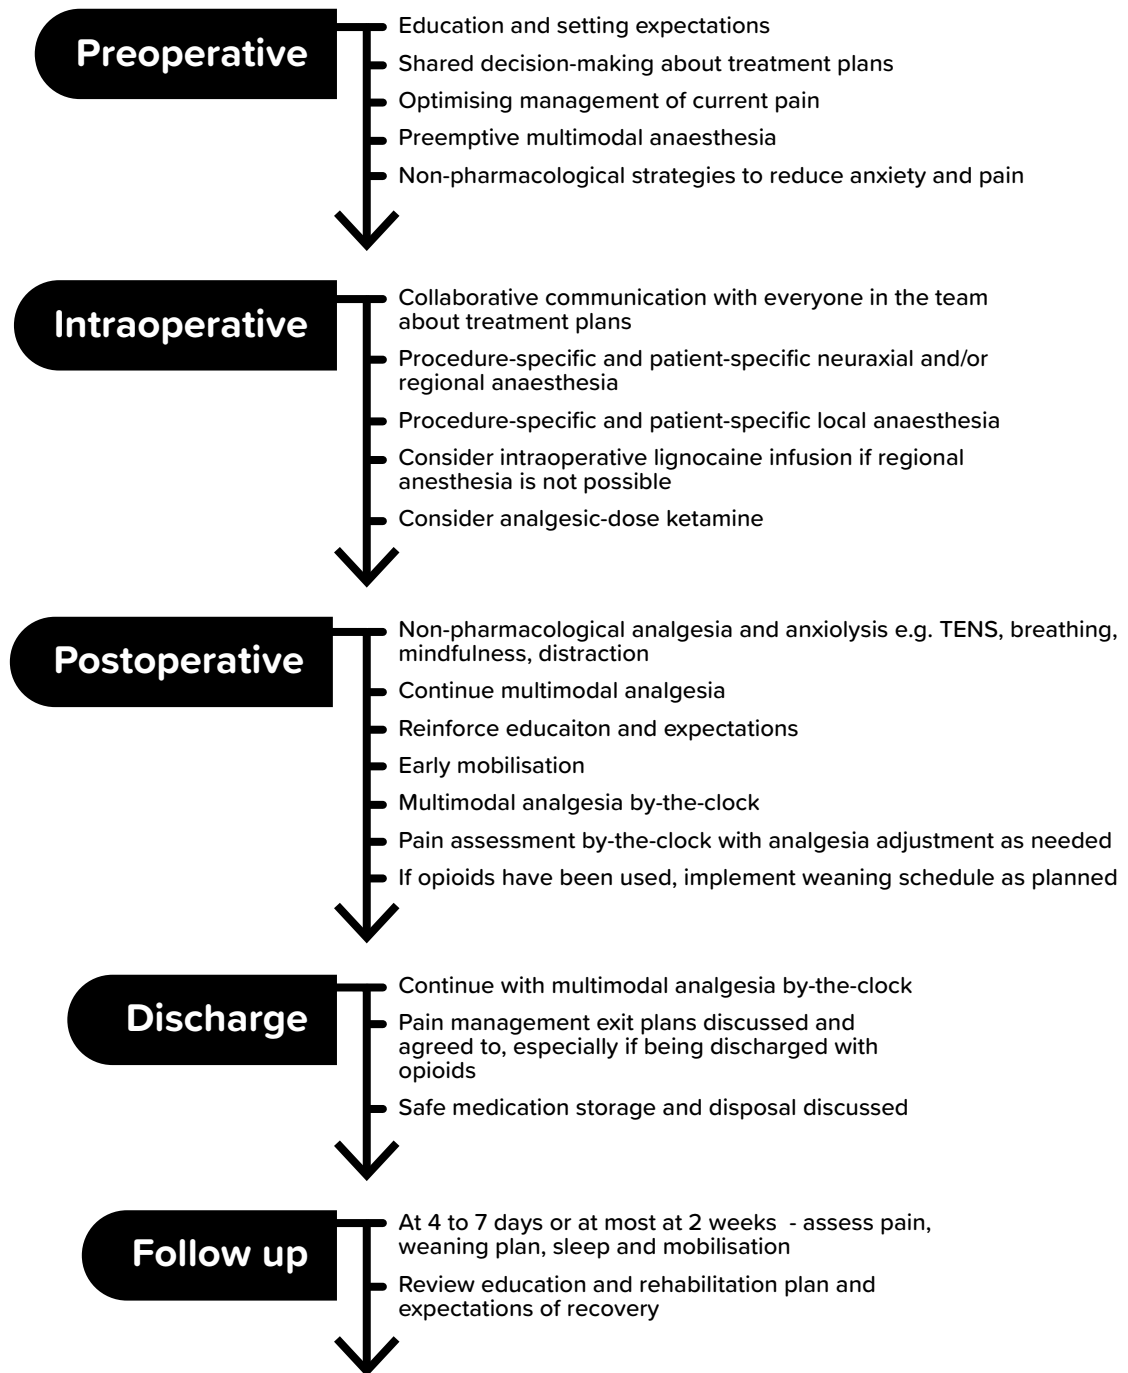 Preoperative
Education and setting expectations
Shared decision-making about treatment plans
Optimising management of current pain
Preemptive multimodal anaesthesia
Non-pharmacological strategies to reduce anxiety and pain
Intraoperative
Collaborative communication with everyone in the team
about treatment plans
Procedure-specific and patient-specific neuraxial and/or
regional anaesthesia
Procedure-specific and patient-specific local anaesthesia
Consider intraoperative lignocaine infusion if regional
anesthesia is not possible
Consider analgesic-dose ketamine
Postoperative
Non-pharmacological analgesia and anxiolysis e.g. TENS, breathing,
mindfulness, distraction
Continue multimodal analgesia
Reinforce educaiton and expectations
Early mobilisation
Multimodal analgesia by-the-clock
Pain assessment by-the-clock with analgesia adjustment as needed
If opioids have been used, implement weaning schedule as planned
Discharge
Continue with multimodal analgesia by-the-clock
Pain management exit plans discussed and
agreed to, especially if being discharged with
opioids
Safe medication storage and disposal discussed
Follow up
At 4 to 7 days or at most at 2 weeks  - assess pain,
weaning plan, sleep and mobilisation
Review education and rehabilitation plan and
expectations of recovery